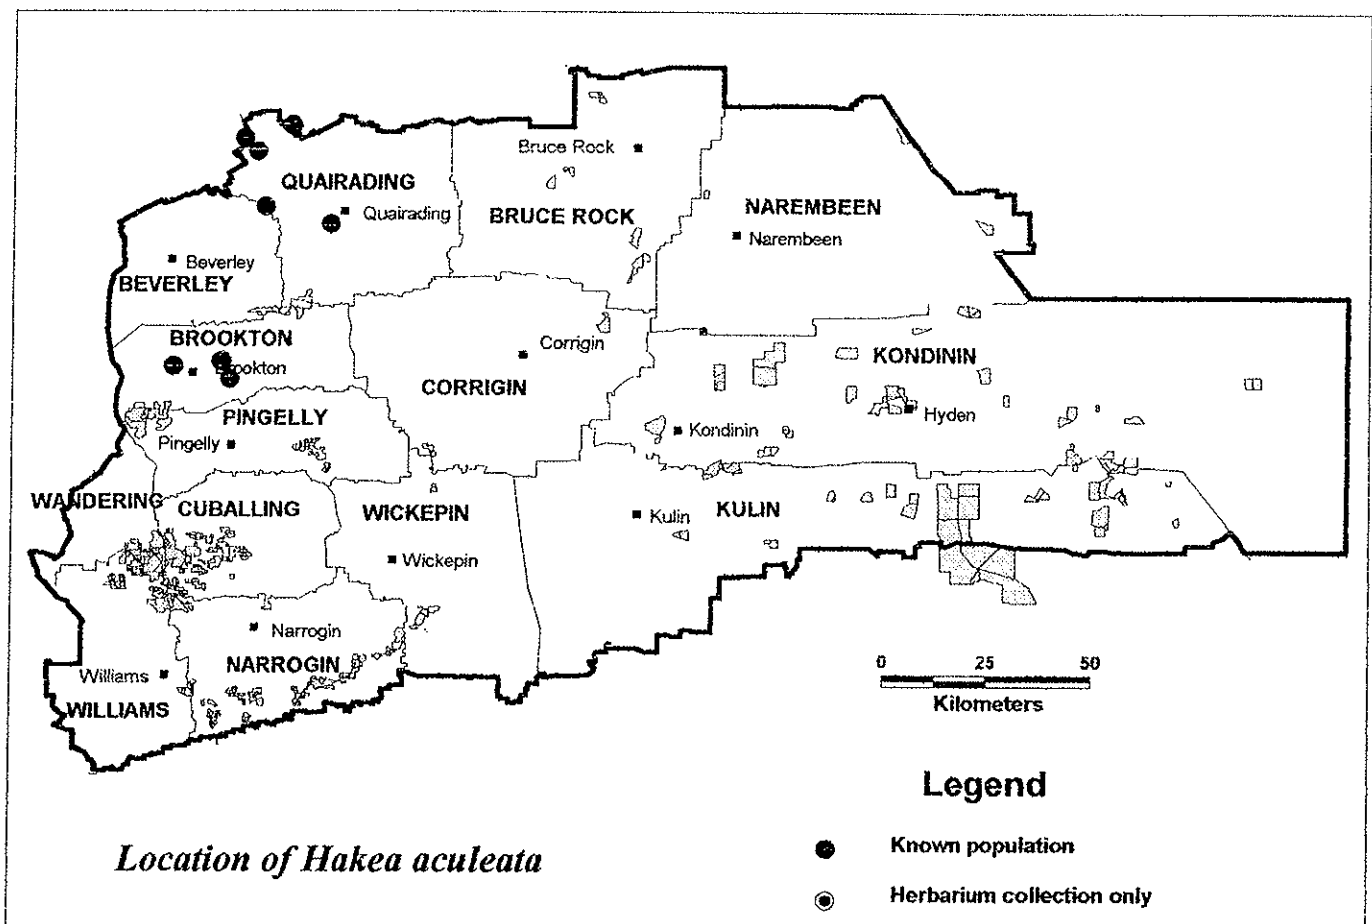 Bruce Rock
QUAIRADING
Quairading
BRUCE ROCK
NAREMBEEN
Narembeen
Beverley
BEVERLEY
BROOKTON
Brookton
Corrigin
CORRIGIN
KONDININ
Hyden
PINGELLY
Pingelly
Kondinin
WANDERING
CUBALLING
WICKEPIN
Kulin
KULIN
Wickepin
Narrogin
NARROGIN
Williams
WILLIAMS
0 25 50
Kilometers
Legend
Known population
Herbarium collection only
Location of Hakea aculeata